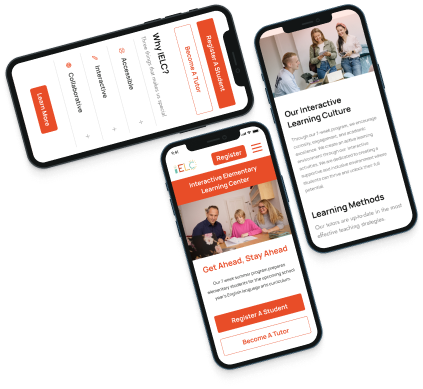 Register A Student
Become A Tutor
Why IELC?
Three things that makes us special
Accessible
+
Interactive
+
Collaborative
+
Learn More
Our Interactive
Learning Culture
Through our 7 week program, we encourage
curiosity, engagement, and academic
excellence. We create an active learning
environment through our interactive
activities. We are dedicated to creating a
supportive and inclusive environment where
students can thrive and unlock their full
potential.
Learning Methods
Our tutors are up-to-date in the most
effective teaching strategies.
9:41
IELC
Register
Interactive Elementary
Learning Center
Get Ahead, Stay Ahead
Our 7 week summer program prepares
elementary students for the upcoming school
year's English language and curriculum.
Register A Student
Become A Tutor